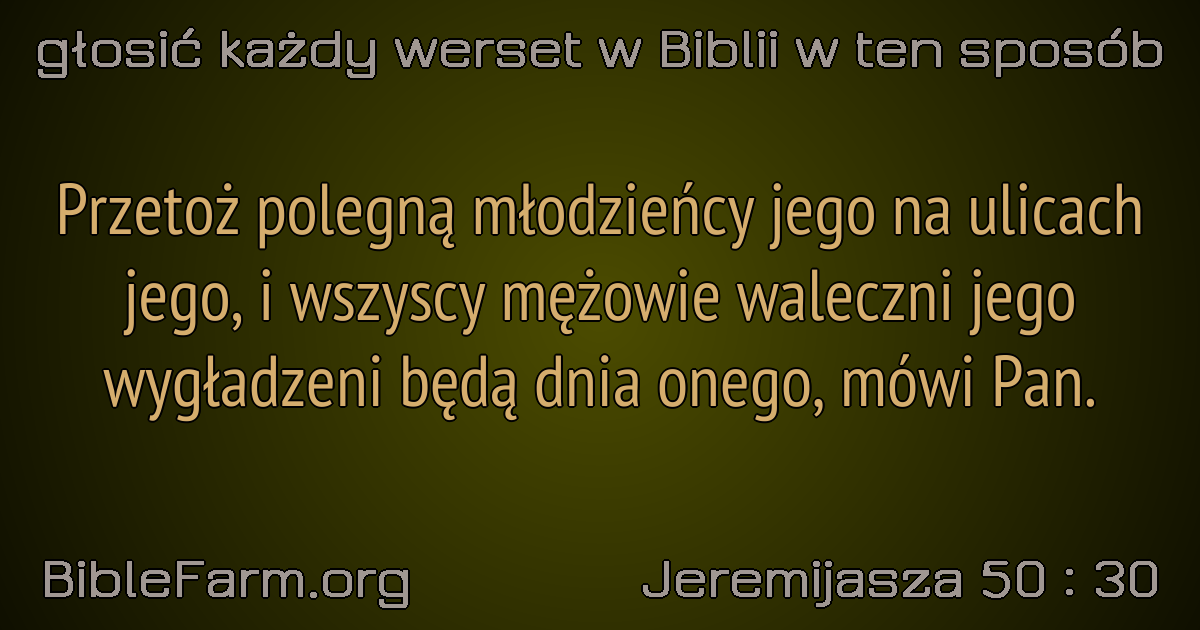 głosić każdy werset w Biblii w ten sposób
Przetoż polegną młodzieńcy jego na ulicach
jego, i wszyscy mężowie waleczni jego
wygładzeni będą dnia onego, mówi Pan.
BibleFarm.org
Jeremijasza 50 : 30